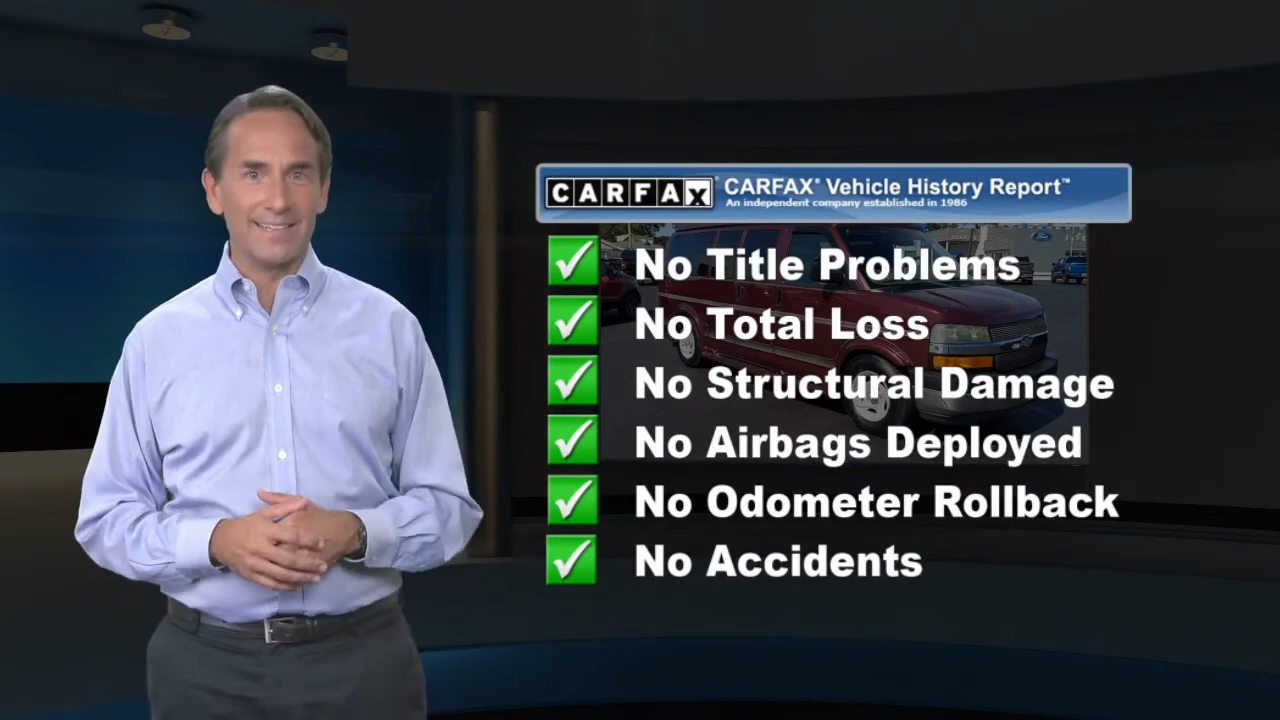 CARFAX
CARFAX® Vehicle History Report™
An independent company established in 1986
No Title Problems
No Total Loss
No Structural Damage
No Airbags Deployed
No Odometer Rollback
No Accidents
Ford